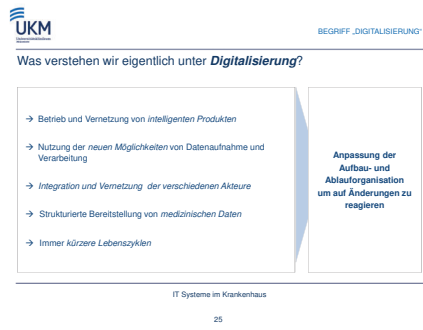 UKM
BEGRIFF „DIGITALISIERUNG“
Was verstehen wir eigentlich unter Digitalisierung?
→ Betrieb und Vernetzung von intelligenten Produkten
→ Nutzung der neuen Möglichkeiten von Datenaufnahme und
Verarbeitung
→ Integration und Vernetzung der verschiedenen Akteure
→ Strukturierte Bereitstellung von medizinischen Daten
→ Immer kürzere Lebenszyklen
Anpassung der
Aufbau- und
Ablauforganisation
um auf Änderungen zu
reagieren
IT Systeme im Krankenhaus
25